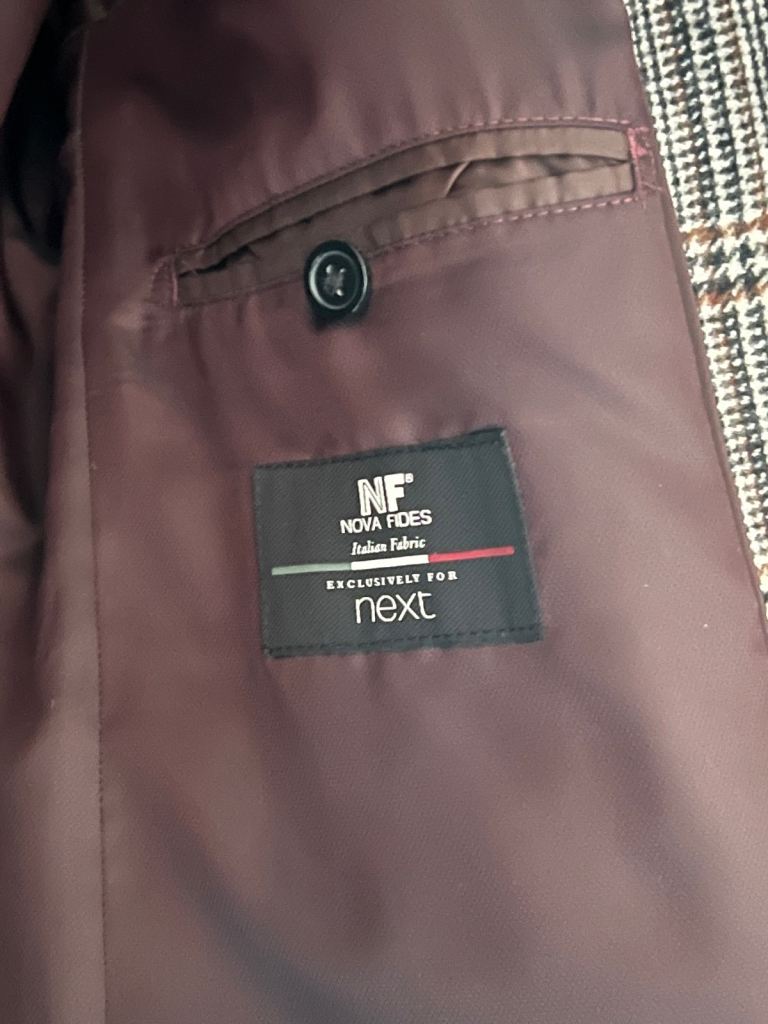 NF®
NOVA FIDES
Italian Fabric
EXCLUSIVELY FOR
next